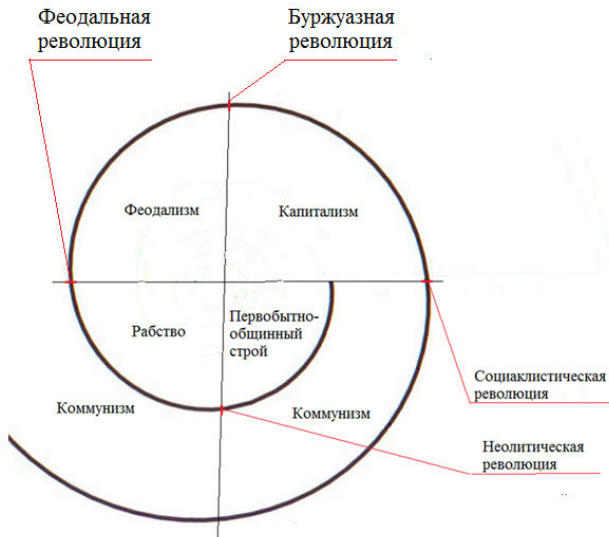 Феодальная
революция
Буржуазная
революция
Феодализм
Капитализм
Рабство
Первобытно-
общинный
строй
Коммунизм
Коммунизм
Социаклистическая
революция
Неолитическая
революция